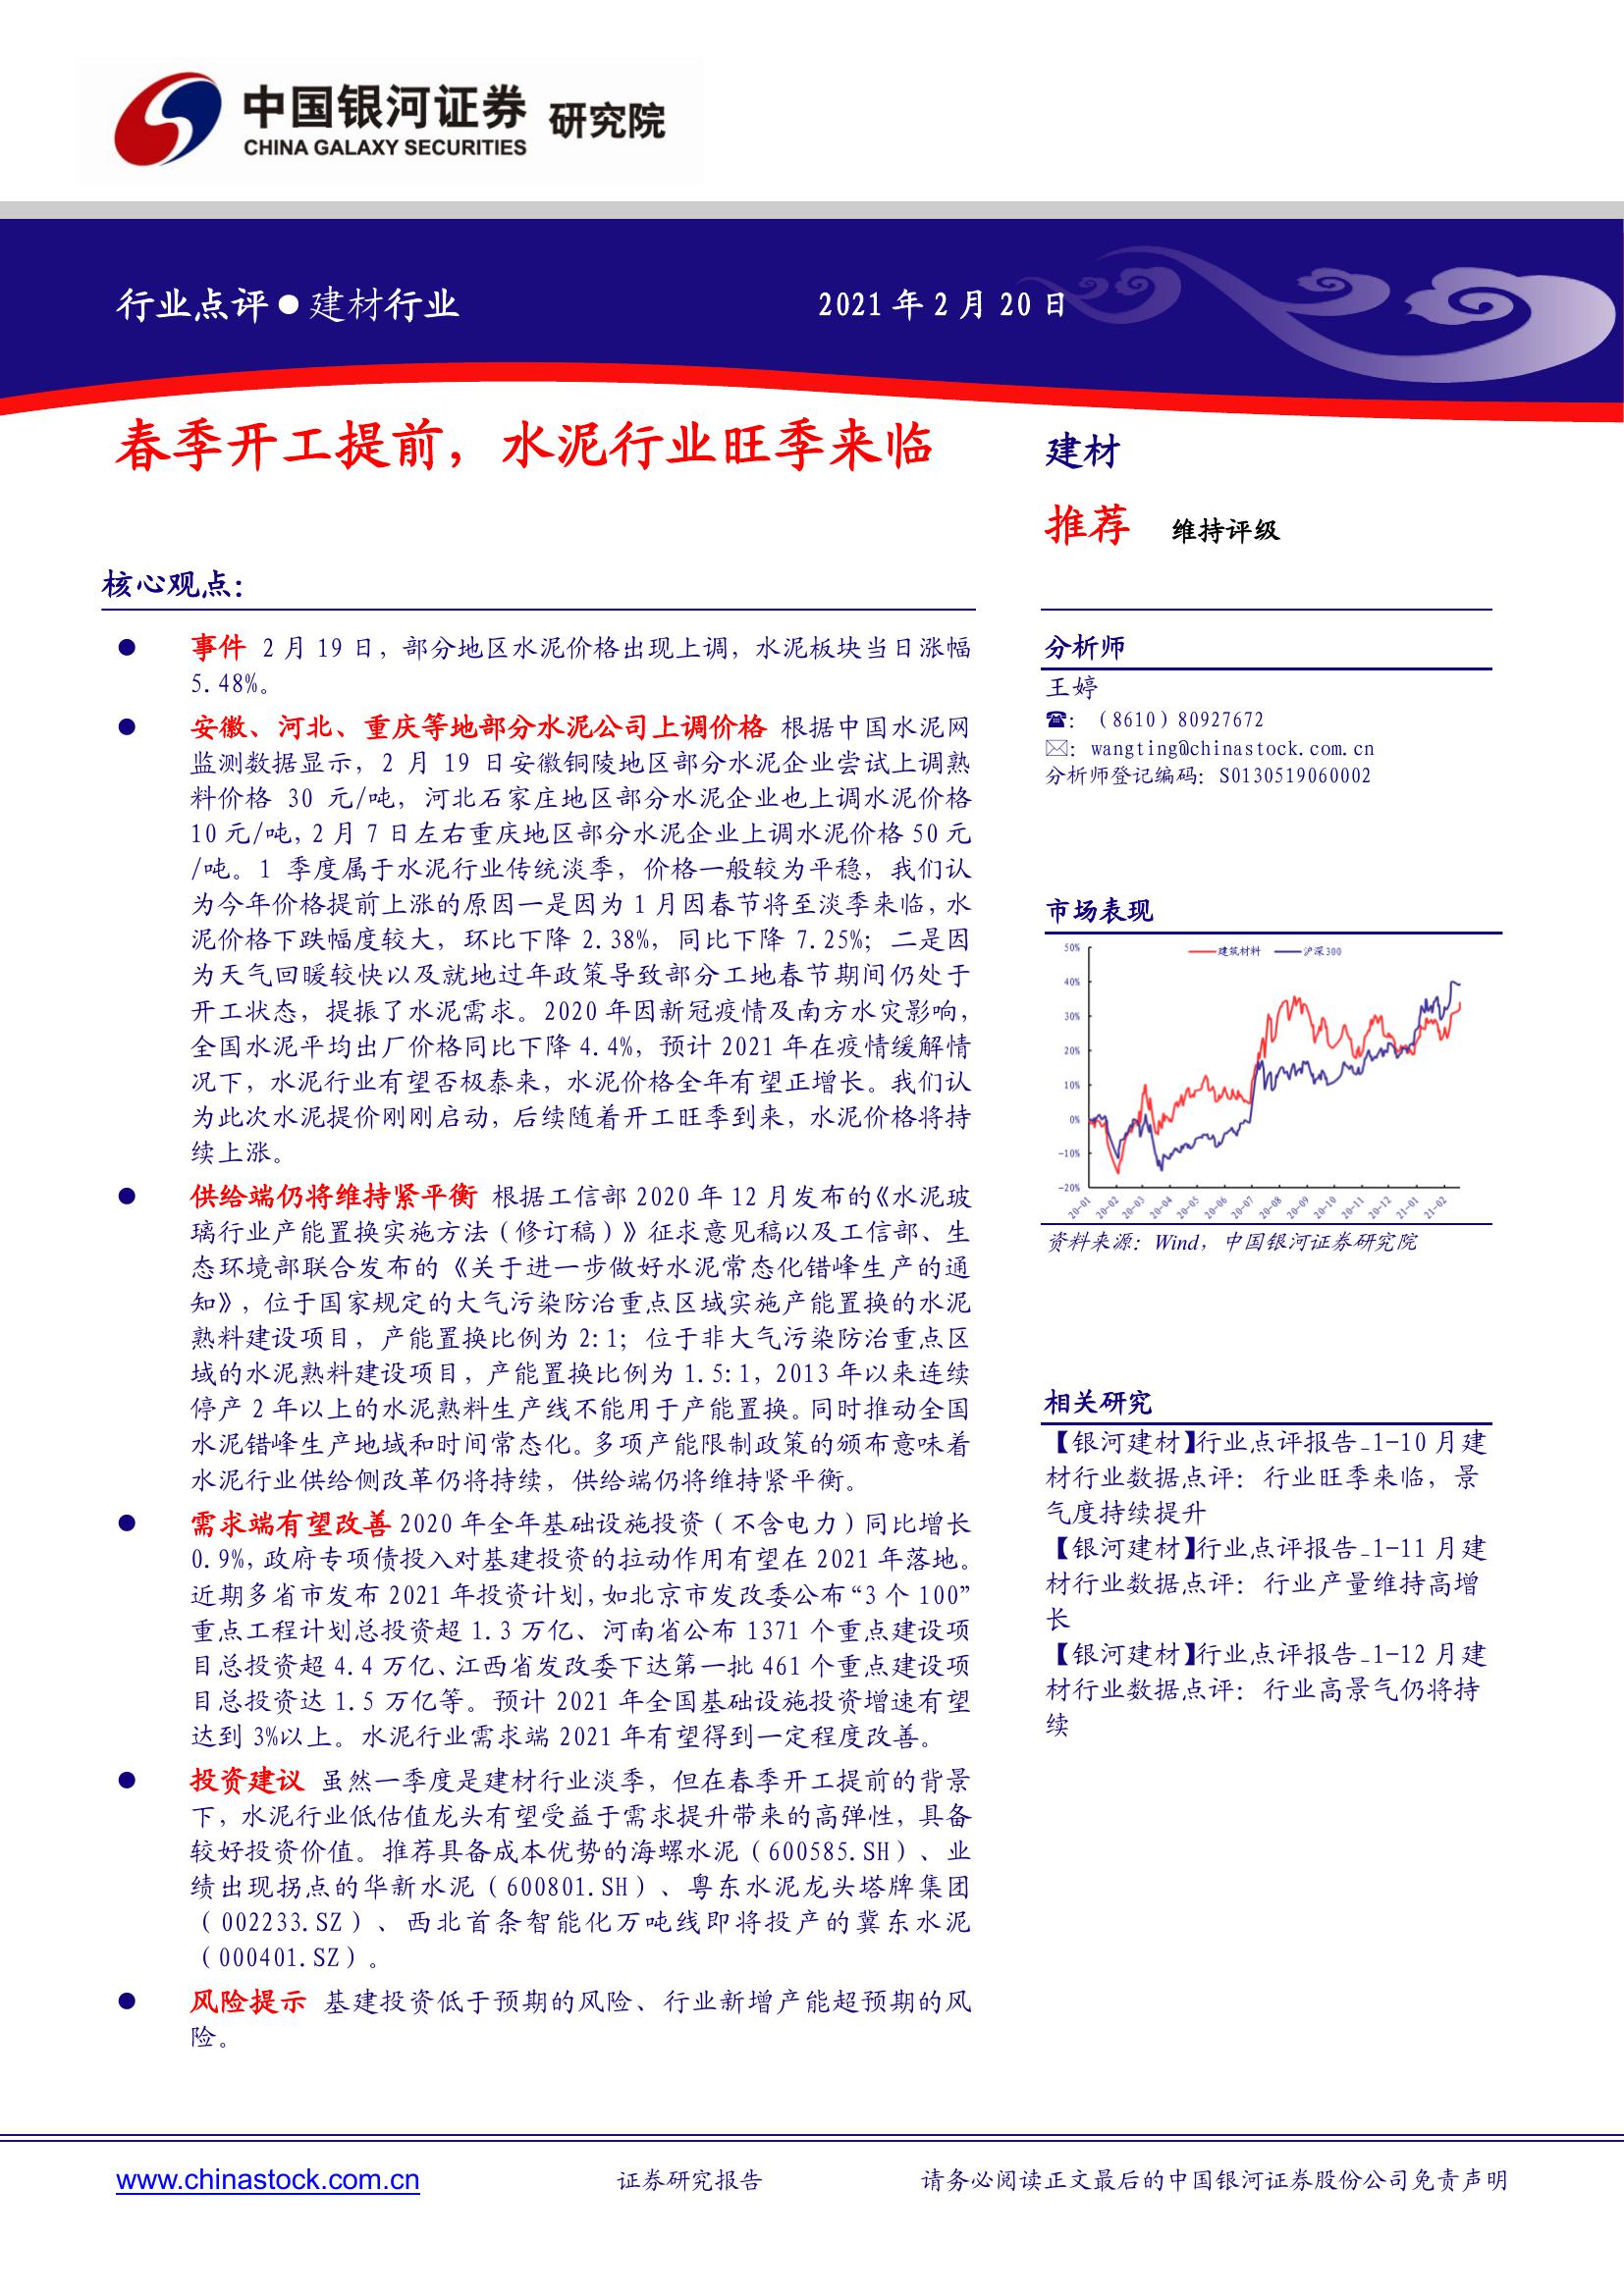 中国银河证券 研究院
CHINA GALAXY SECURITIES
行业点评●建材行业
2021 年 2 月 20 日
春季开工提前，水泥行业旺季来临
核心观点：
● 事件 2 月 19 日，部分地区水泥价格出现上调，水泥板块当日涨幅
5.48%。
● 安徽、河北、重庆等地部分水泥公司上调价格 根据中国水泥网
监测数据显示，2 月 19 日安徽铜陵地区部分水泥企业尝试上调熟
料价格 30 元/吨，河北石家庄地区部分水泥企业也上调水泥价格
10 元/吨，2 月 7 日左右重庆地区部分水泥企业上调水泥价格 50 元
/吨。1 季度属于水泥行业传统淡季，价格一般较为平稳，我们认
为今年价格提前上涨的原因一是因为 1 月因春节将至淡季来临，水
泥价格下跌幅度较大，环比下降 2.38%，同比下降 7.25%；二是因
为天气回暖较快以及就地过年政策导致部分工地春节期间仍处于
开工状态，提振了水泥需求。2020 年因新冠疫情及南方水灾影响，
全国水泥平均出厂价格同比下降 4.4%，预计 2021 年在疫情缓解情
况下，水泥行业有望否极泰来，水泥价格全年有望正增长。我们认
为此次水泥提价刚刚启动，后续随着开工旺季到来，水泥价格将持
续上涨。
● 供给端仍将维持紧平衡 根据工信部 2020 年 12 月发布的《水泥玻
璃行业产能置换实施方法（修订稿）》征求意见稿以及工信部、生
态环境部联合发布的《关于进一步做好水泥常态化错峰生产的通
知》，位于国家规定的大气污染防治重点区域实施产能置换的水泥
熟料建设项目，产能置换比例为 2:1；位于非大气污染防治重点区
域的水泥熟料建设项目，产能置换比例为 1.5:1，2013 年以来连续
停产 2 年以上的水泥熟料生产线不能用于产能置换。同时推动全国
水泥错峰生产地域和时间常态化。多项产能限制政策的颁布意味着
水泥行业供给侧改革仍将持续，供给端仍将维持紧平衡。
● 需求端有望改善 2020 年全年基础设施投资（不含电力）同比增长
0.9%，政府专项债投入对基建投资的拉动作用有望在 2021 年落地。
近期多省市发布 2021 年投资计划，如北京市发改委公布“3 个 100”
重点工程计划总投资超 1.3 万亿、河南省公布 1371 个重点建设项
目总投资超 4.4 万亿、江西省发改委下达第一批 461 个重点建设项
目总投资达 1.5 万亿等。预计 2021 年全国基础设施投资增速有望
达到 3%以上。水泥行业需求端 2021 年有望得到一定程度改善。
● 投资建议 虽然一季度是建材行业淡季，但在春季开工提前的背景
下，水泥行业低估值龙头有望受益于需求提升带来的高弹性，具备
较好投资价值。推荐具备成本优势的海螺水泥（600585.SH）、业
绩出现拐点的华新水泥（600801.SH）、粤东水泥龙头塔牌集团
（002233.SZ）、西北首条智能化万吨线即将投产的冀东水泥
（000401.SZ）。
● 风险提示 基建投资低于预期的风险、行业新增产能超预期的风
险。
建材
推荐 维持评级
分析师
王婷
☎：（8610）80927672
✉：wangting@chinastock.com.cn
分析师登记编码：S0130519060002
市场表现
建筑材料 沪深300
50%
40%
30%
20%
10%
0%
-10%
-20%
20-01 20-02 20-03 20-04 20-05 20-06 20-07 20-08 20-09 20-10 20-11 20-12 21-01 21-02
资料来源：Wind，中国银河证券研究院
相关研究
【银河建材】行业点评报告_1-10 月建
材行业数据点评：行业旺季来临，景
气度持续提升
【银河建材】行业点评报告_1-11 月建
材行业数据点评：行业产量维持高增
长
【银河建材】行业点评报告_1-12 月建
材行业数据点评：行业高景气仍将持
续
www.chinastock.com.cn
证券研究报告
请务必阅读正文最后的中国银河证券股份公司免责声明